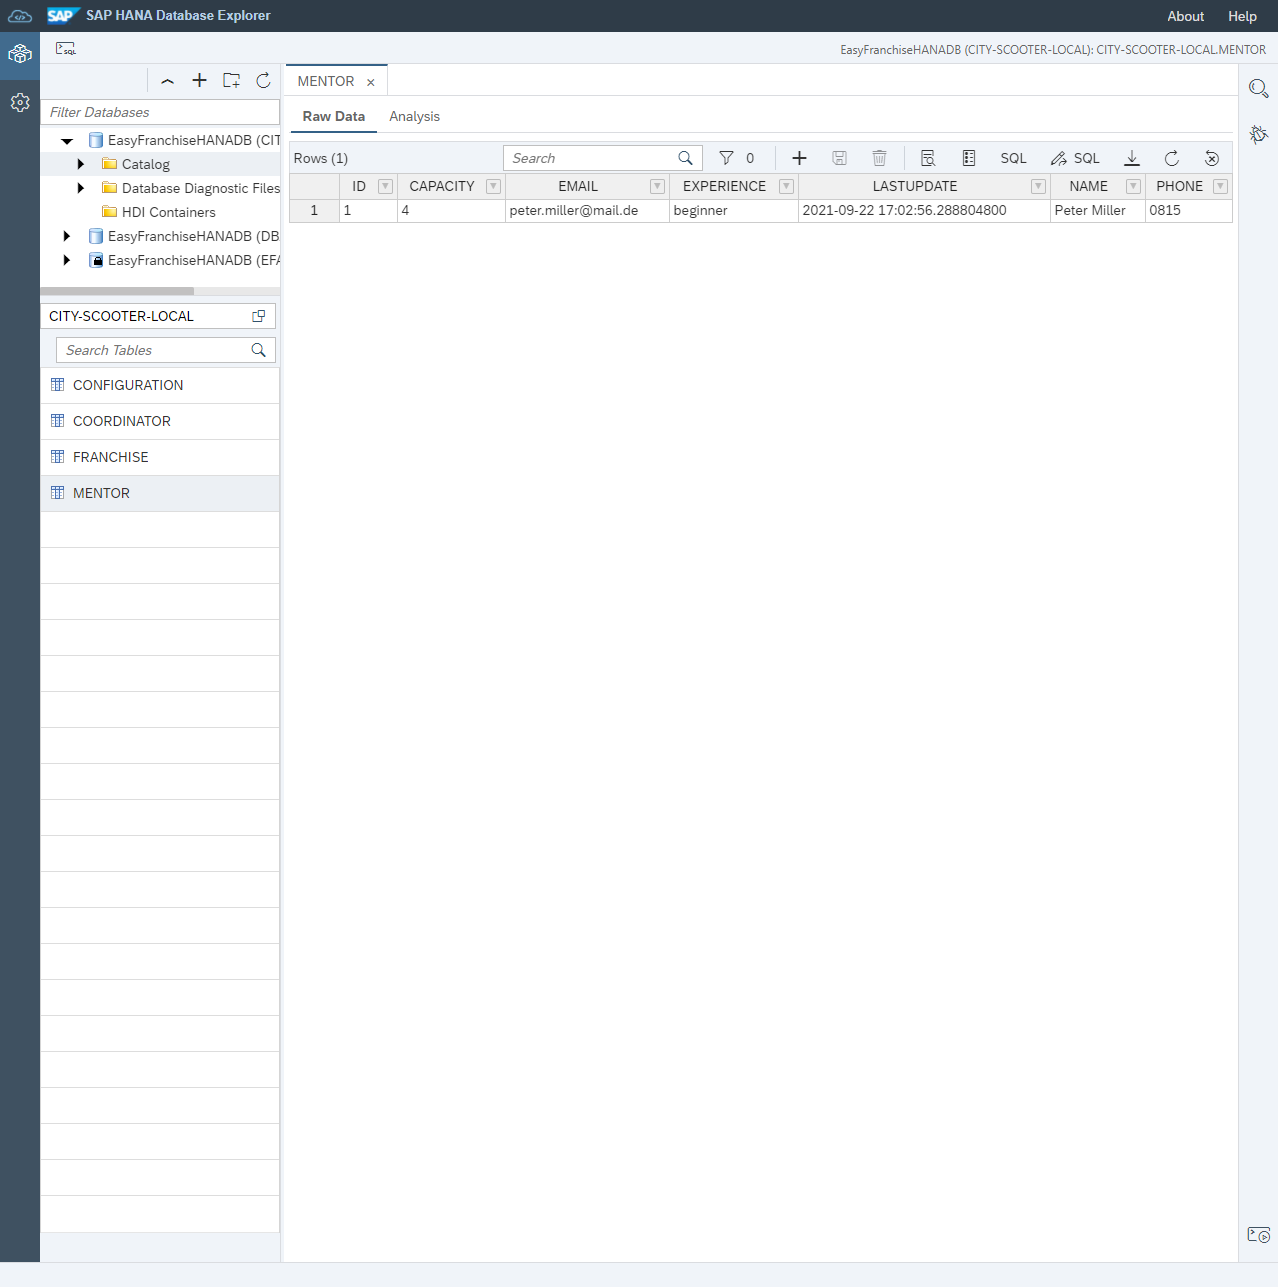 SAP SAP HANA Database Explorer About Help
SQL EasyFranchiseHANADB (CITY-SCOOTER-LOCAL): CITY-SCOOTER-LOCAL.MENTOR
MENTOR
Filter Databases
EasyFranchiseHANADB (CIT
Catalog
Database Diagnostic Files
HDI Containers
EasyFranchiseHANADB (DB
EasyFranchiseHANADB (EFA
CITY-SCOOTER-LOCAL
Search Tables
CONFIGURATION
COORDINATOR
FRANCHISE
MENTOR
Raw Data Analysis
Rows (1) Search 0 SQL SQL
ID CAPACITY EMAIL EXPERIENCE LASTUPDATE NAME PHONE
1 1 4 peter.miller@mail.de beginner 2021-09-22 17:02:56.288804800 Peter Miller 0815